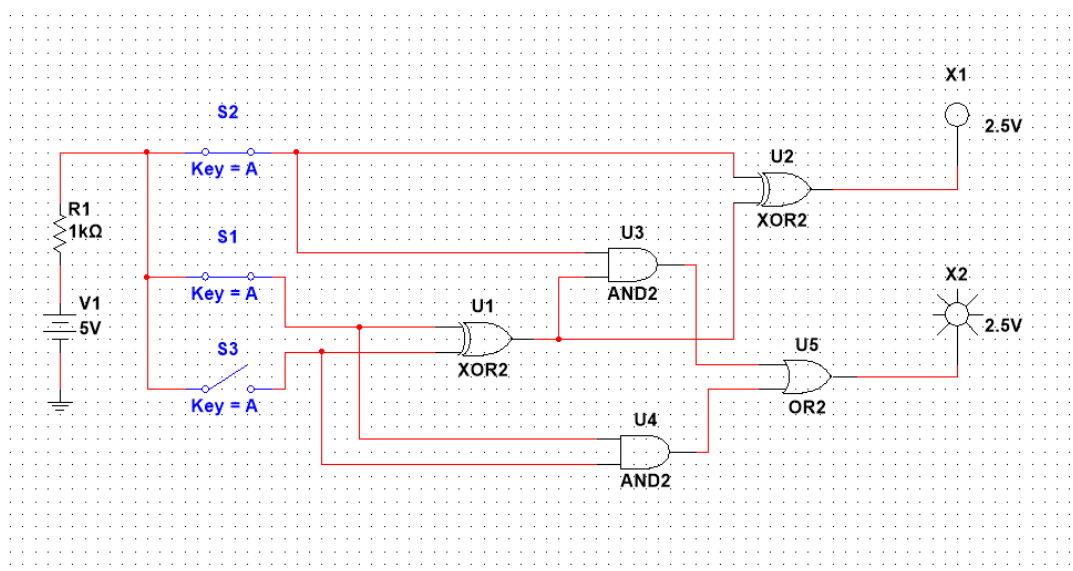 X1
2.5V
S2
Key = A
U2
XOR2
R1
1kΩ
S1
Key = A
U3
AND2
V1
5V
U1
XOR2
X2
2.5V
S3
Key = A
U5
OR2
U4
AND2